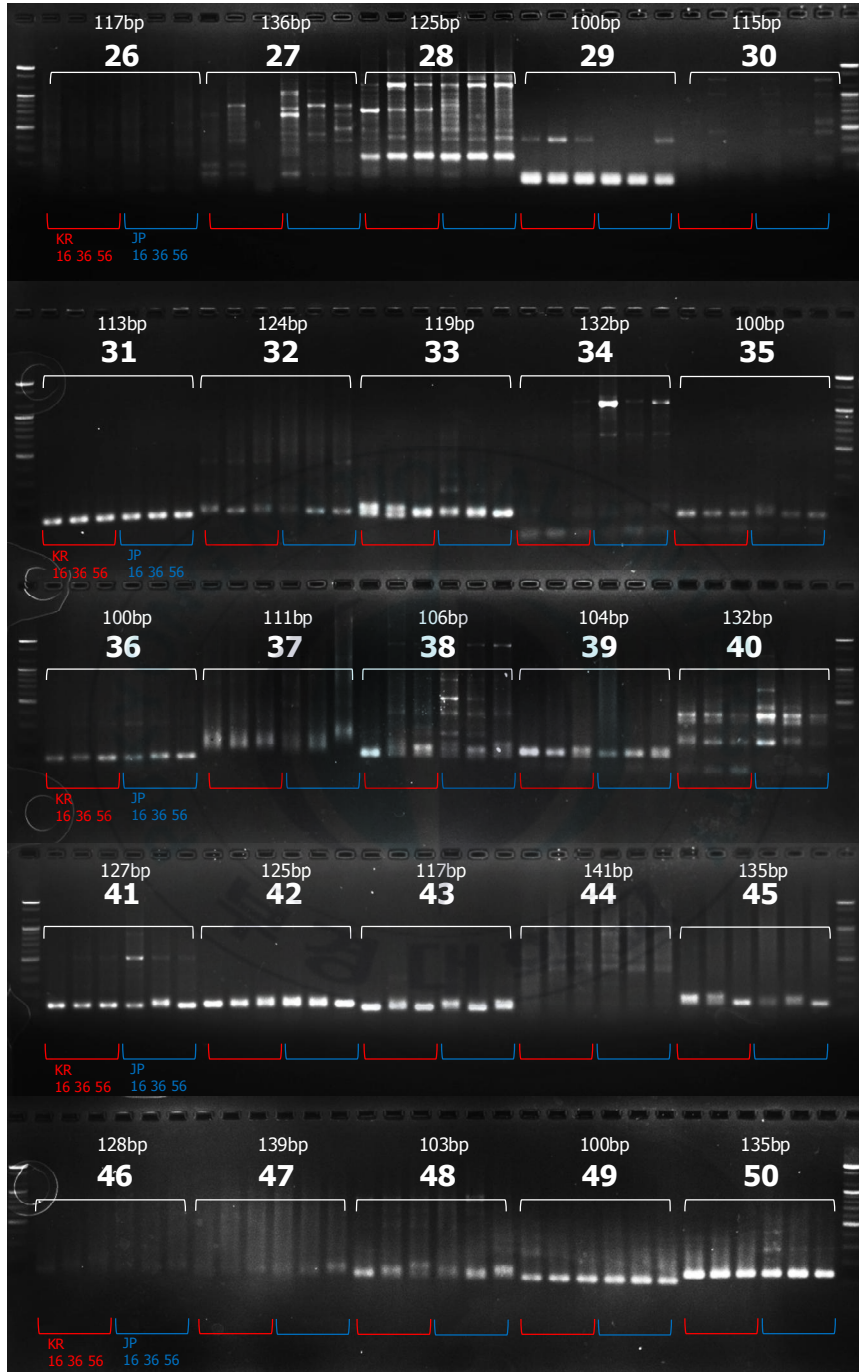 117bp 136bp 125bp 100bp 115bp
26 27 28 29 30
KR JP
16 36 56 16 36 56
113bp 124bp 119bp 132bp 100bp
31 32 33 34 35
KR JP
16 36 56 16 36 56
100bp 111bp 106bp 104bp 132bp
36 37 38 39 40
KR JP
16 36 56 16 36 56
127bp 125bp 117bp 141bp 135bp
41 42 43 44 45
KR JP
16 36 56 16 36 56
128bp 139bp 103bp 100bp 135bp
46 47 48 49 50
KR JP
16 36 56 16 36 56